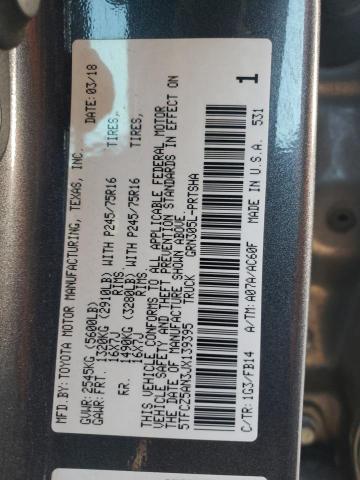 MFD.BY: TOYOTA MOTOR MANUFACTURING, TEXAS, INC. DATE: 03/18
GVWR: 2545KG (5600LB)
GAWR: FRT. 1320KG (2910LB) WITH P245/75R16 TIRES,
16X7J RIMS,
RR. 1490KG (3280LB) WITH P245/75R16 TIRES,
16X7J RIMS.
THIS VEHICLE CONFORMS TO ALL APPLICABLE FEDERAL MOTOR
VEHICLE SAFETY AND THEFT PREVENTION STANDARDS IN EFFECT ON
THE DATE OF MANUFACTURE SHOWN ABOVE.
5TFCZ5AN3JX139395 TRUCK GRN305L-PRTSHA
1
C/TR: 1G3/FB14 A/TM: A07A/AC60F MADE IN U.S.A. 531